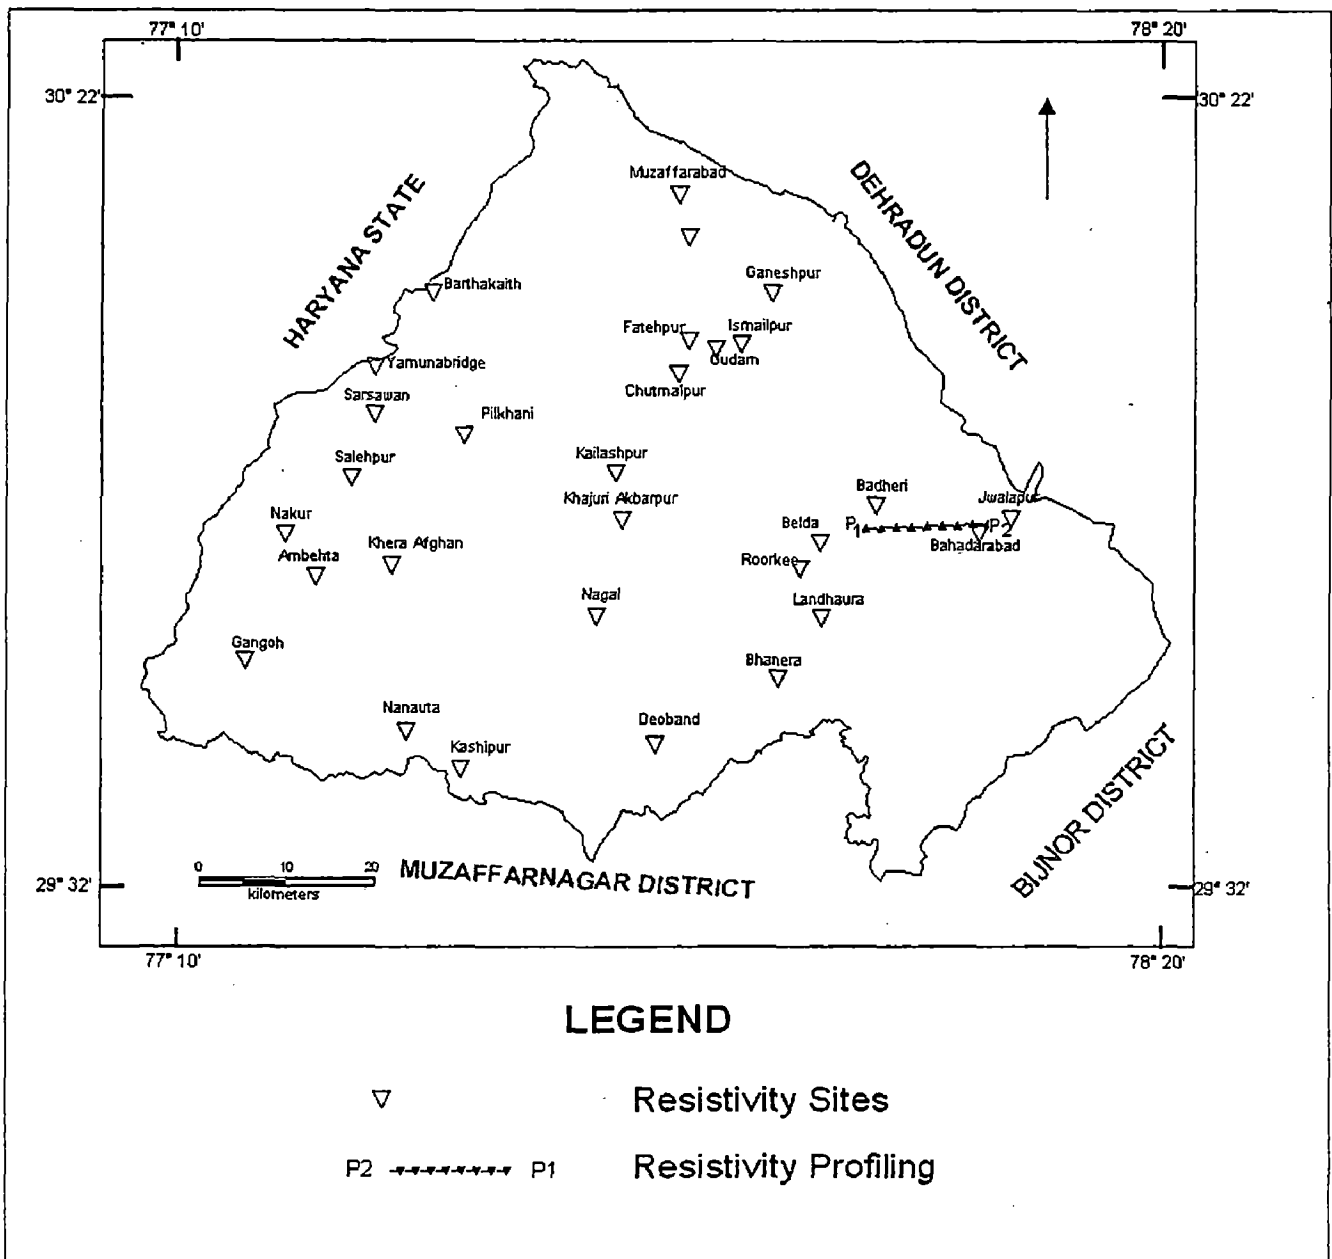 77° 10'
78° 20'
30° 22'
30° 22'
Muzaffarabad
HARYANA STATE
DEHRADUN DISTRICT
Ganeshpur
Barthakaith
Fatehpur
Ismailpur
Gudam
Yamunabridge
Chutmalpur
Sarsawan
Pilkhani
Salehpur
Kailashpur
Badheri
Jwalapur
Khajuri Akbarpur
Nakur
Belda
P1
P2
Bahadarabad
Khera Afghan
Ambehta
Roorkee
Nagal
Landhaura
Gangoh
Bhanera
Nanauta
Deoband
Kashipur
BIJNOR DISTRICT
0 10 20
kilometers
MUZAFFARNAGAR DISTRICT
29° 32'
29° 32'
77° 10'
78° 20'
LEGEND
Resistivity Sites
P2 P1 Resistivity Profiling